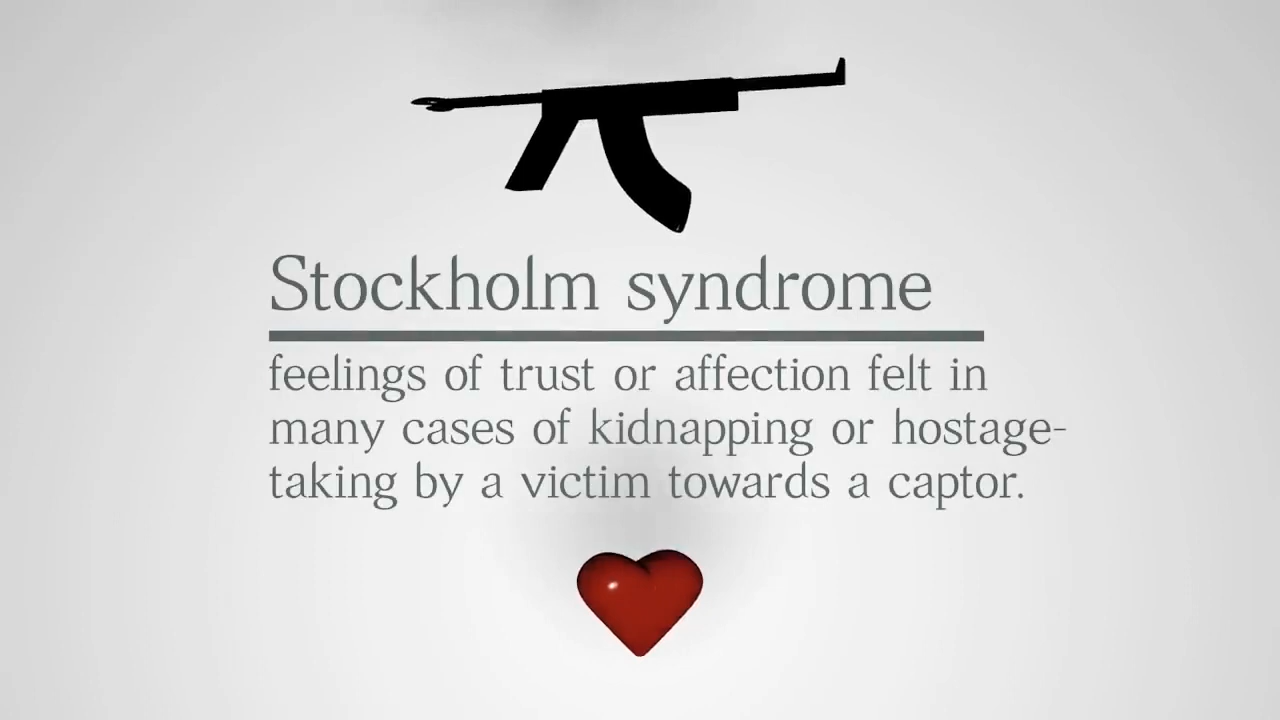 Stockholm syndrome
feelings of trust or affection felt in
many cases of kidnapping or hostage-
taking by a victim towards a captor.